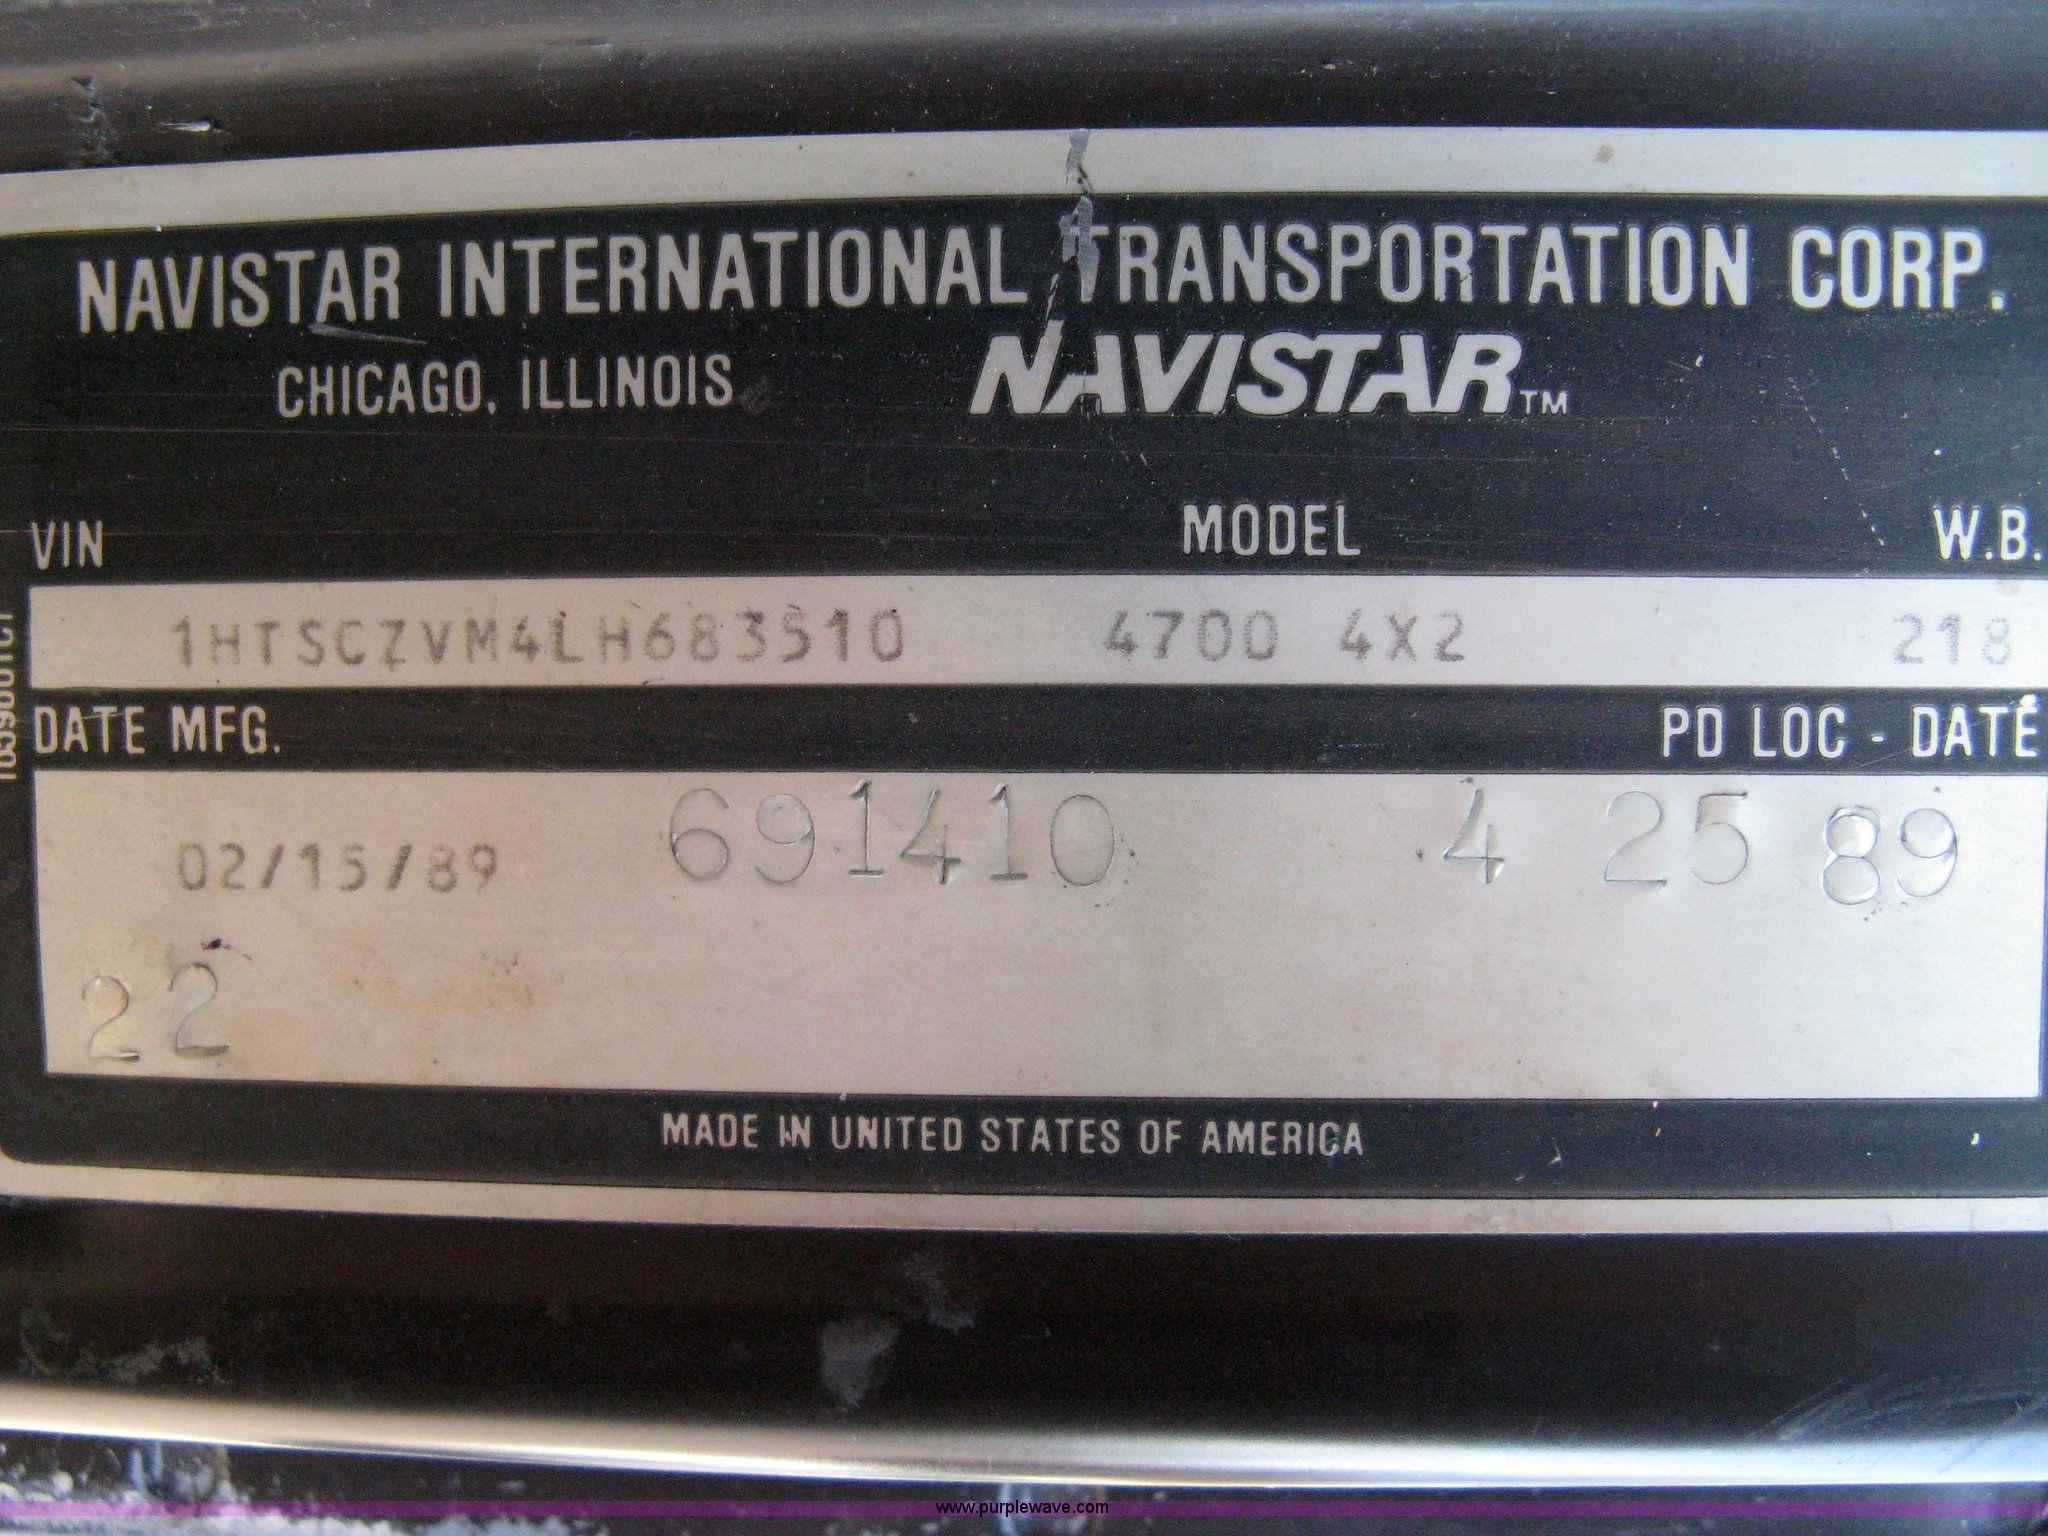 NAVISTAR INTERNATIONAL TRANSPORTATION CORP.
CHICAGO, ILLINOIS NAVISTAR™
VIN MODEL W.B.
1HTSCZVM4LH683510 4700 4X2 218
DATE MFG. PD LOC - DATE
02/15/89 691410 4 25 89
22
MADE IN UNITED STATES OF AMERICA
www.purplewave.com